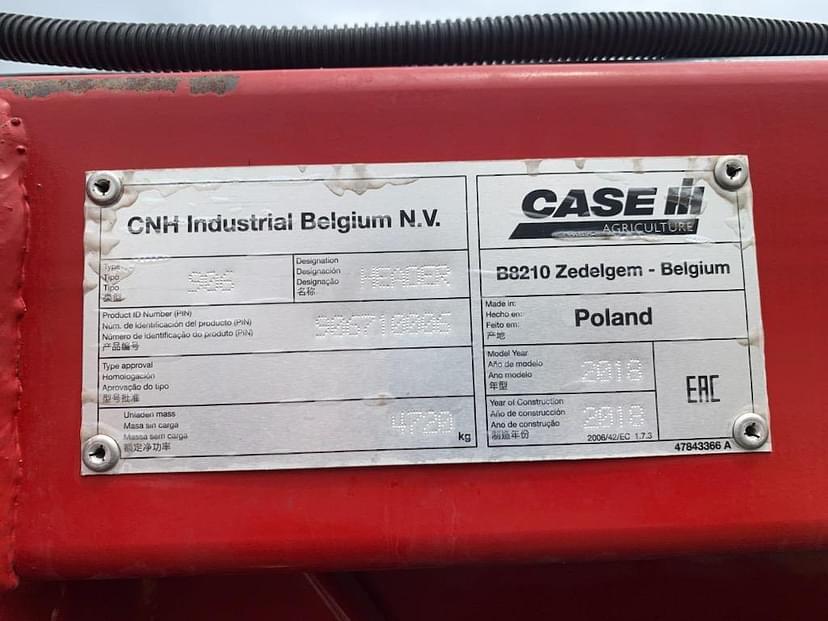 CNH Industrial Belgium N.V.
Type
Tipo
Tipo
类型
906
Designation
Designación
Designação
名称
HEADER
Product ID Number (PIN)
Num. de identificación del producto (PIN)
Número de identificação do produto (PIN)
产品编号
906710006
Type approval
Homologación
Aprovação do tipo
型号批准
Unladen mass
Masa sin carga
Massa sem carga
额定净功率
4720
kg
CASE IH
AGRICULTURE
B8210 Zedelgem - Belgium
Made in:
Hecho en:
Feito em:
产地
Poland
Model Year
Año de modelo
Ano modelo
年型
2018
Year of Construction
Año de construcción
Ano de construção
制造年份
2018
2006/42/EC 1.7.3
EAC
47843366 A